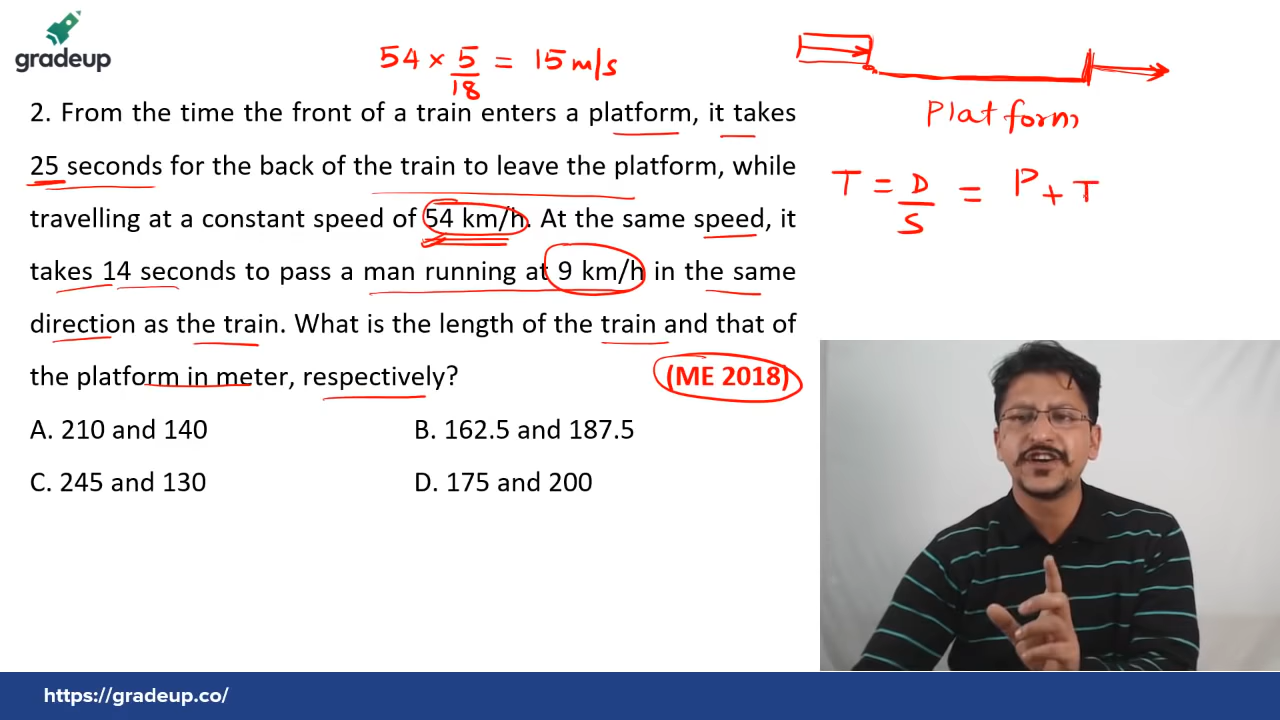 gradeup
54 × 5/18 = 15 m/s
Platform
2. From the time the front of a train enters a platform, it takes
25 seconds for the back of the train to leave the platform, while
travelling at a constant speed of 54 km/h. At the same speed, it
takes 14 seconds to pass a man running at 9 km/h in the same
direction as the train. What is the length of the train and that of
the platform in meter, respectively?
(ME 2018)
T = D/S = P + T
A. 210 and 140
B. 162.5 and 187.5
C. 245 and 130
D. 175 and 200
https://gradeup.co/